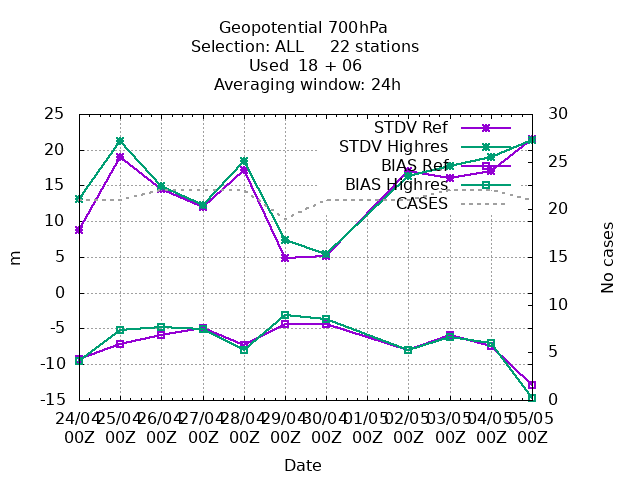 Geopotential 700hPa
Selection: ALL     22 stations
Used  18 + 06
Averaging window: 24h
25
20
15
10
5
0
-5
-10
-15
m
30
25
20
15
10
5
0
No cases
STDV Ref
STDV Highres
BIAS Ref
BIAS Highres
CASES
24/04 25/04 26/04 27/04 28/04 29/04 30/04 01/05 02/05 03/05 04/05 05/05
00Z 00Z 00Z 00Z 00Z 00Z 00Z 00Z 00Z 00Z 00Z 00Z
Date